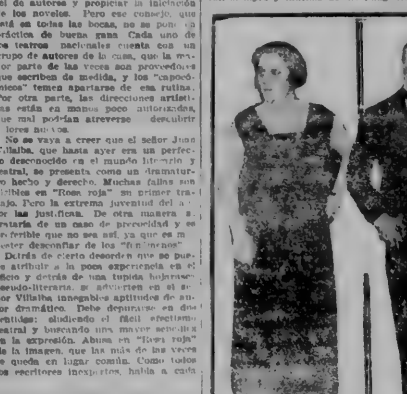 el de autores y propiciar la iniciación
de los noveles. Pero ese consejo, que
está en todas las bocas, no se pone en
práctica de buena gana Cada uno de
los teatros nacionales cuenta con un
grupo de autores de la casa, que la ma-
yor parte de las veces son proveedores
que escriben de medida, y los "capocó-
micos" temen apartarse de esa rutina.
Por otra parte, las direcciones artísti-
cas están en manos poco autorizadas,
que mal podrían atreverse descubrir
lores nuevos.
No se vaya a creer que el señor Juan
Villalba, que hasta ayer era un perfec-
to desconocido en el mundo literario y
teatral, se presenta como un dramatur-
go hecho y derecho. Muchas fallas son
visibles en "Rosa roja" su primer tra-
bajo. Pero la extrema juventud del
las justifican. De otra manera se
trataría de un caso de precocidad y es
preferible que no sea así, ya que es
desconfiar de los "fenómenos"
Detrás de cierto desorden que se pue-
de atribuir a la poca experiencia en el
oficio y detrás de una tupida hojarasca
pseudo-literaria, se advierten en el se-
ñor Villalba innegables aptitudes de au-
tor dramático. Debe depurarse en dos
sentidos: eludiendo el fácil efectismo
teatral y buscando una mayor sencillez
en la expresión. Abusa en "Rosa roja"
de la imagen, que las más de las veces
se queda en lugar común. Como todos
los escritores inexpertos, habla a cada